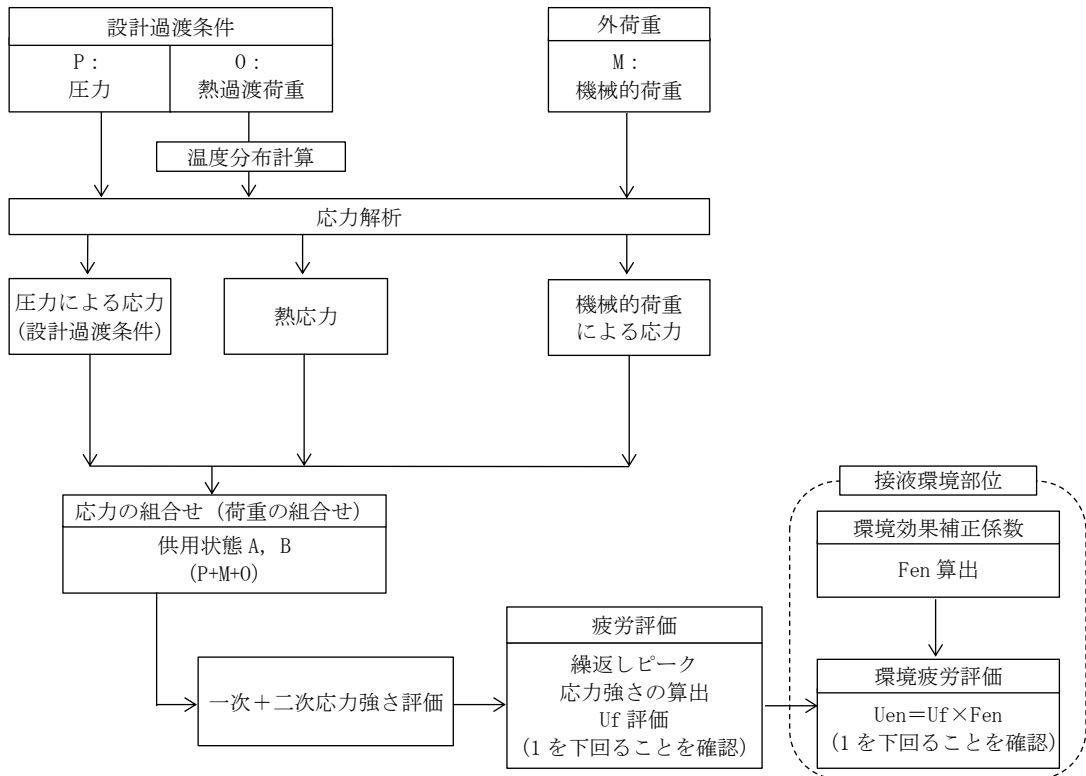 設計過渡条件
P：
圧力
O：
熱過渡荷重
外荷重
M：
機械的荷重
温度分布計算
応力解析
圧力による応力
(設計過渡条件)
熱応力
機械的荷重
による応力
応力の組合せ（荷重の組合せ）
供用状態 A, B
(P+M+O)
一次＋二次応力強さ評価
疲労評価
繰返しピーク
応力強さの算出
Uf 評価
(1 を下回ることを確認)
接液環境部位
環境効果補正係数
Fen 算出
環境疲労評価
Uen＝Uf×Fen
(1 を下回ることを確認)